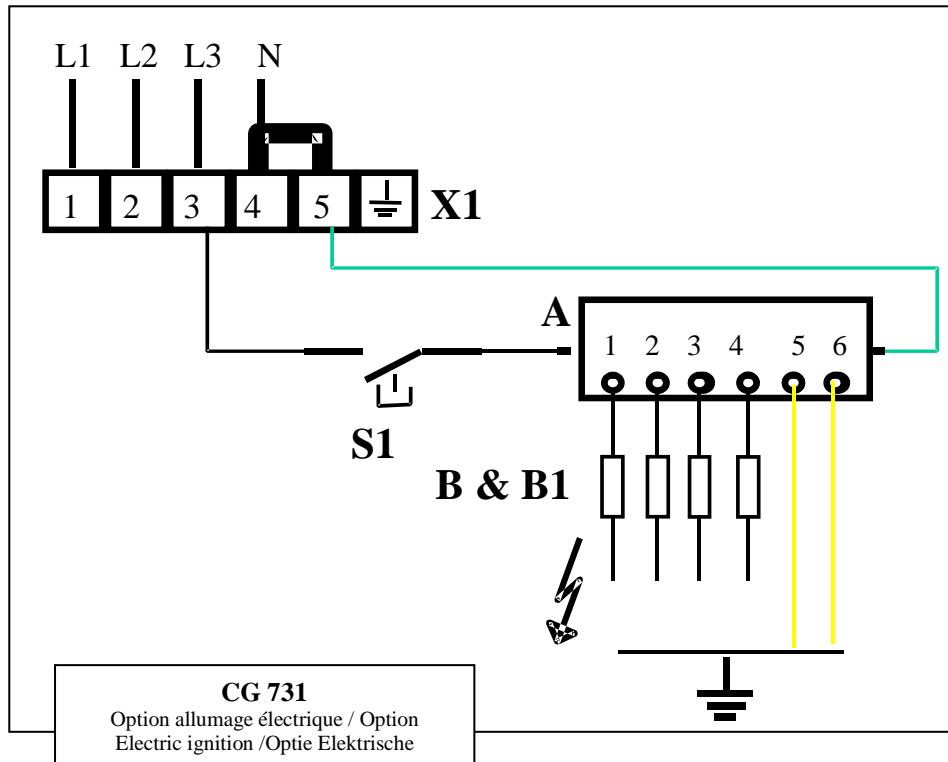 L1 L2 L3 N
1 2 3 4 5 X1
A
1 2 3 4 5 6
S1
B & B1
CG 731
Option allumage électrique / Option
Electric ignition /Optie Elektrische